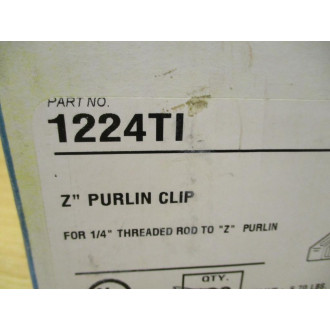 PART NO.
1224TI
Z" PURLIN CLIP
FOR 1/4" THREADED ROD TO "Z" PURLIN
QTY.